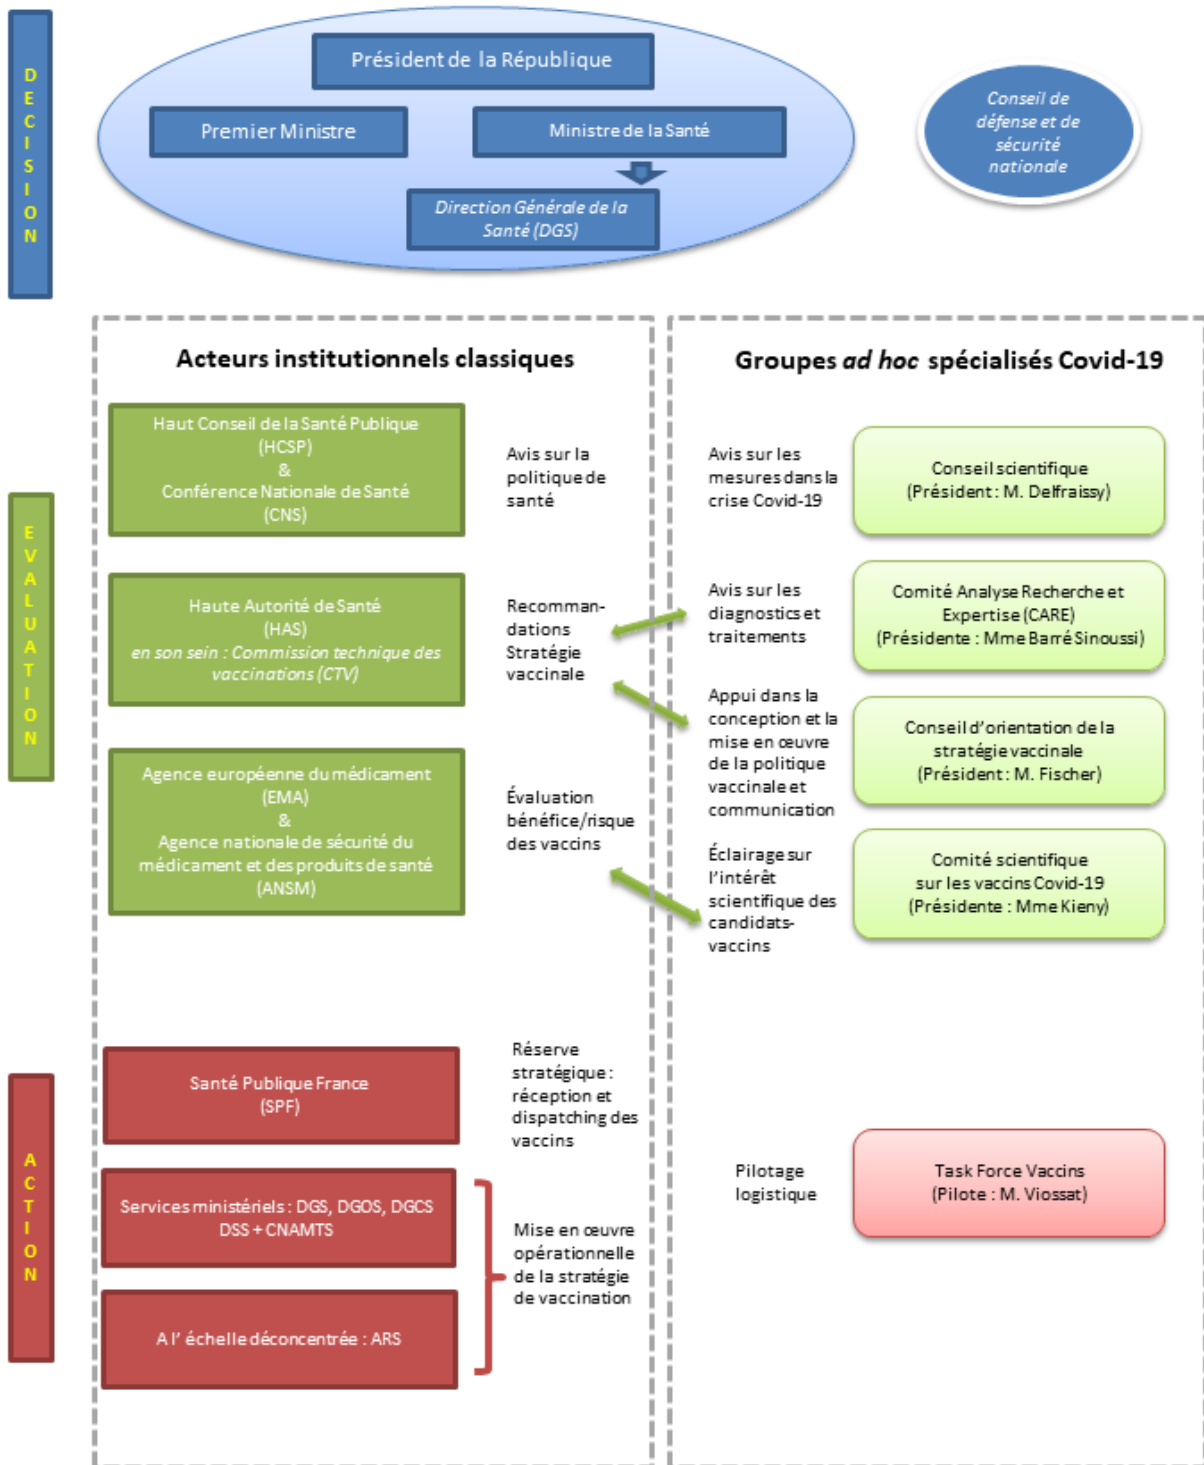 DECISION
Président de la République
Premier Ministre
Ministre de la Santé
Direction Générale de la
Santé (DGS)
Conseil de
défense et de
sécurité
nationale
Acteurs institutionnels classiques
Groupes ad hoc spécialisés Covid-19
EVALUATION
Haut Conseil de la Santé Publique
(HCSP)
&
Conférence Nationale de Santé
(CNS)
Avis sur la
politique de
santé
Avis sur les
mesures dans la
crise Covid-19
Conseil scientifique
(Président : M. Delfraissy)
Haute Autorité de Santé
(HAS)
en son sein : Commission technique des
vaccinations (CTV)
Recomman-
dations
Stratégie
vaccinale
Avis sur les
diagnostics et
traitements
Comité Analyse Recherche et
Expertise (CARE)
(Présidente : Mme Barré Sinoussi)
Appui dans la
conception et la
mise en œuvre
de la politique
vaccinale et
communication
Conseil d'orientation de la
stratégie vaccinale
(Président : M. Fischer)
Agence européenne du médicament
(EMA)
&
Agence nationale de sécurité du
médicament et des produits de santé
(ANSM)
Évaluation
bénéfice/risque
des vaccins
Éclairage sur
l'intérêt
scientifique des
candidats-
vaccins
Comité scientifique
sur les vaccins Covid-19
(Présidente : Mme Kieny)
ACTION
Santé Publique France
(SPF)
Réserve
stratégique :
réception et
dispatching des
vaccins
Services ministériels : DGS, DGOS, DGCS
DSS + CNAMTS
A l' échelle déconcentrée : ARS
Mise en œuvre
opérationnelle
de la stratégie
de vaccination
Pilotage
logistique
Task Force Vaccins
(Pilote : M. Viossat)